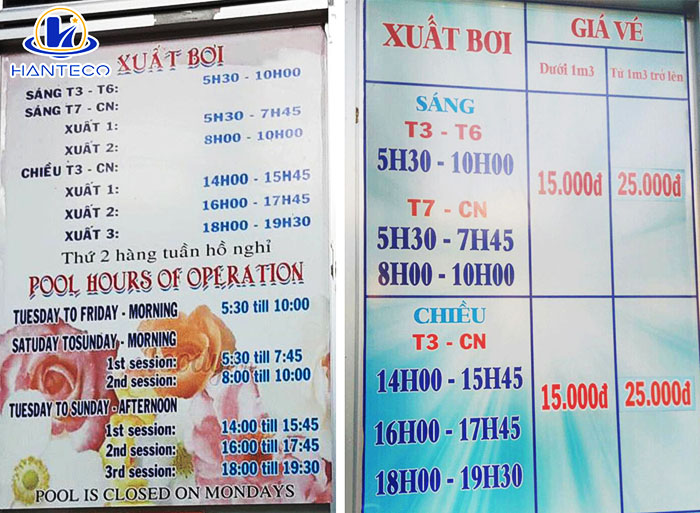 HANTECO
XUẤT BƠI
SÁNG T3 - T6: 5H30 - 10H00
SÁNG T7 - CN:
XUẤT 1: 5H30 - 7H45
XUẤT 2: 8H00 - 10H00
CHIỀU T3 - CN:
XUẤT 1: 14H00 - 15H45
XUẤT 2: 16H00 - 17H45
XUẤT 3: 18H00 - 19H30
Thứ 2 hàng tuần hồ nghỉ
POOL HOURS OF OPERATION
TUESDAY TO FRIDAY - MORNING 5:30 till 10:00
SATUDAY TOSUNDAY - MORNING
1st session: 5:30 till 7:45
2nd session: 8:00 till 10:00
TUESDAY TO SUNDAY - AFTERNOON
1st session: 14:00 till 15:45
2nd session: 16:00 till 17:45
3rd session: 18:00 till 19:30
POOL IS CLOSED ON MONDAYS
XUẤT BƠI
GIÁ VÉ
Dưới 1m3 Từ 1m3 trở lên
SÁNG
T3 - T6
5H30 - 10H00
15.000đ 25.000đ
T7 - CN
5H30 - 7H45
8H00 - 10H00
CHIỀU
T3 - CN
14H00 - 15H45
15.000đ 25.000đ
16H00 - 17H45
18H00 - 19H30